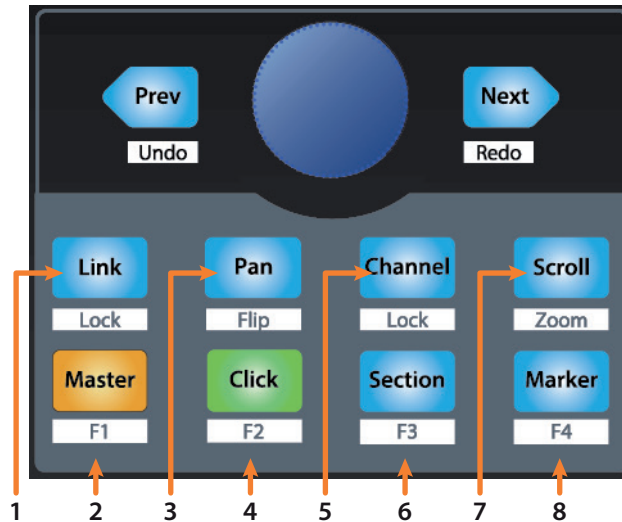 Prev Next
Undo Redo
Link Pan Channel Scroll
Lock Flip Lock Zoom
Master Click Section Marker
F1 F2 F3 F4
1 2 3 4 5 6 7 8